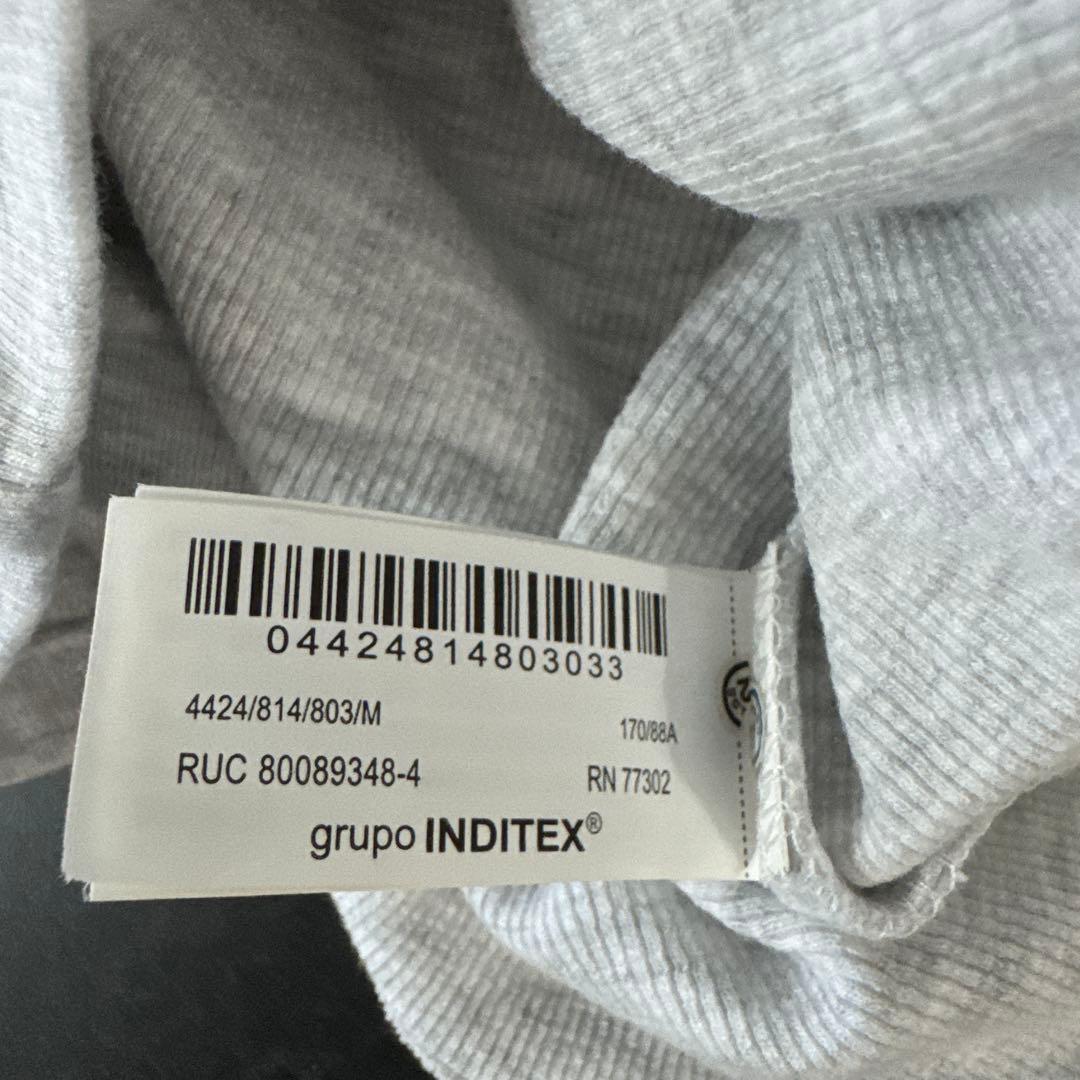 04424814803033
4424/814/803/M
170/88A
RUC 80089348-4
RN 77302
grupo INDITEX®